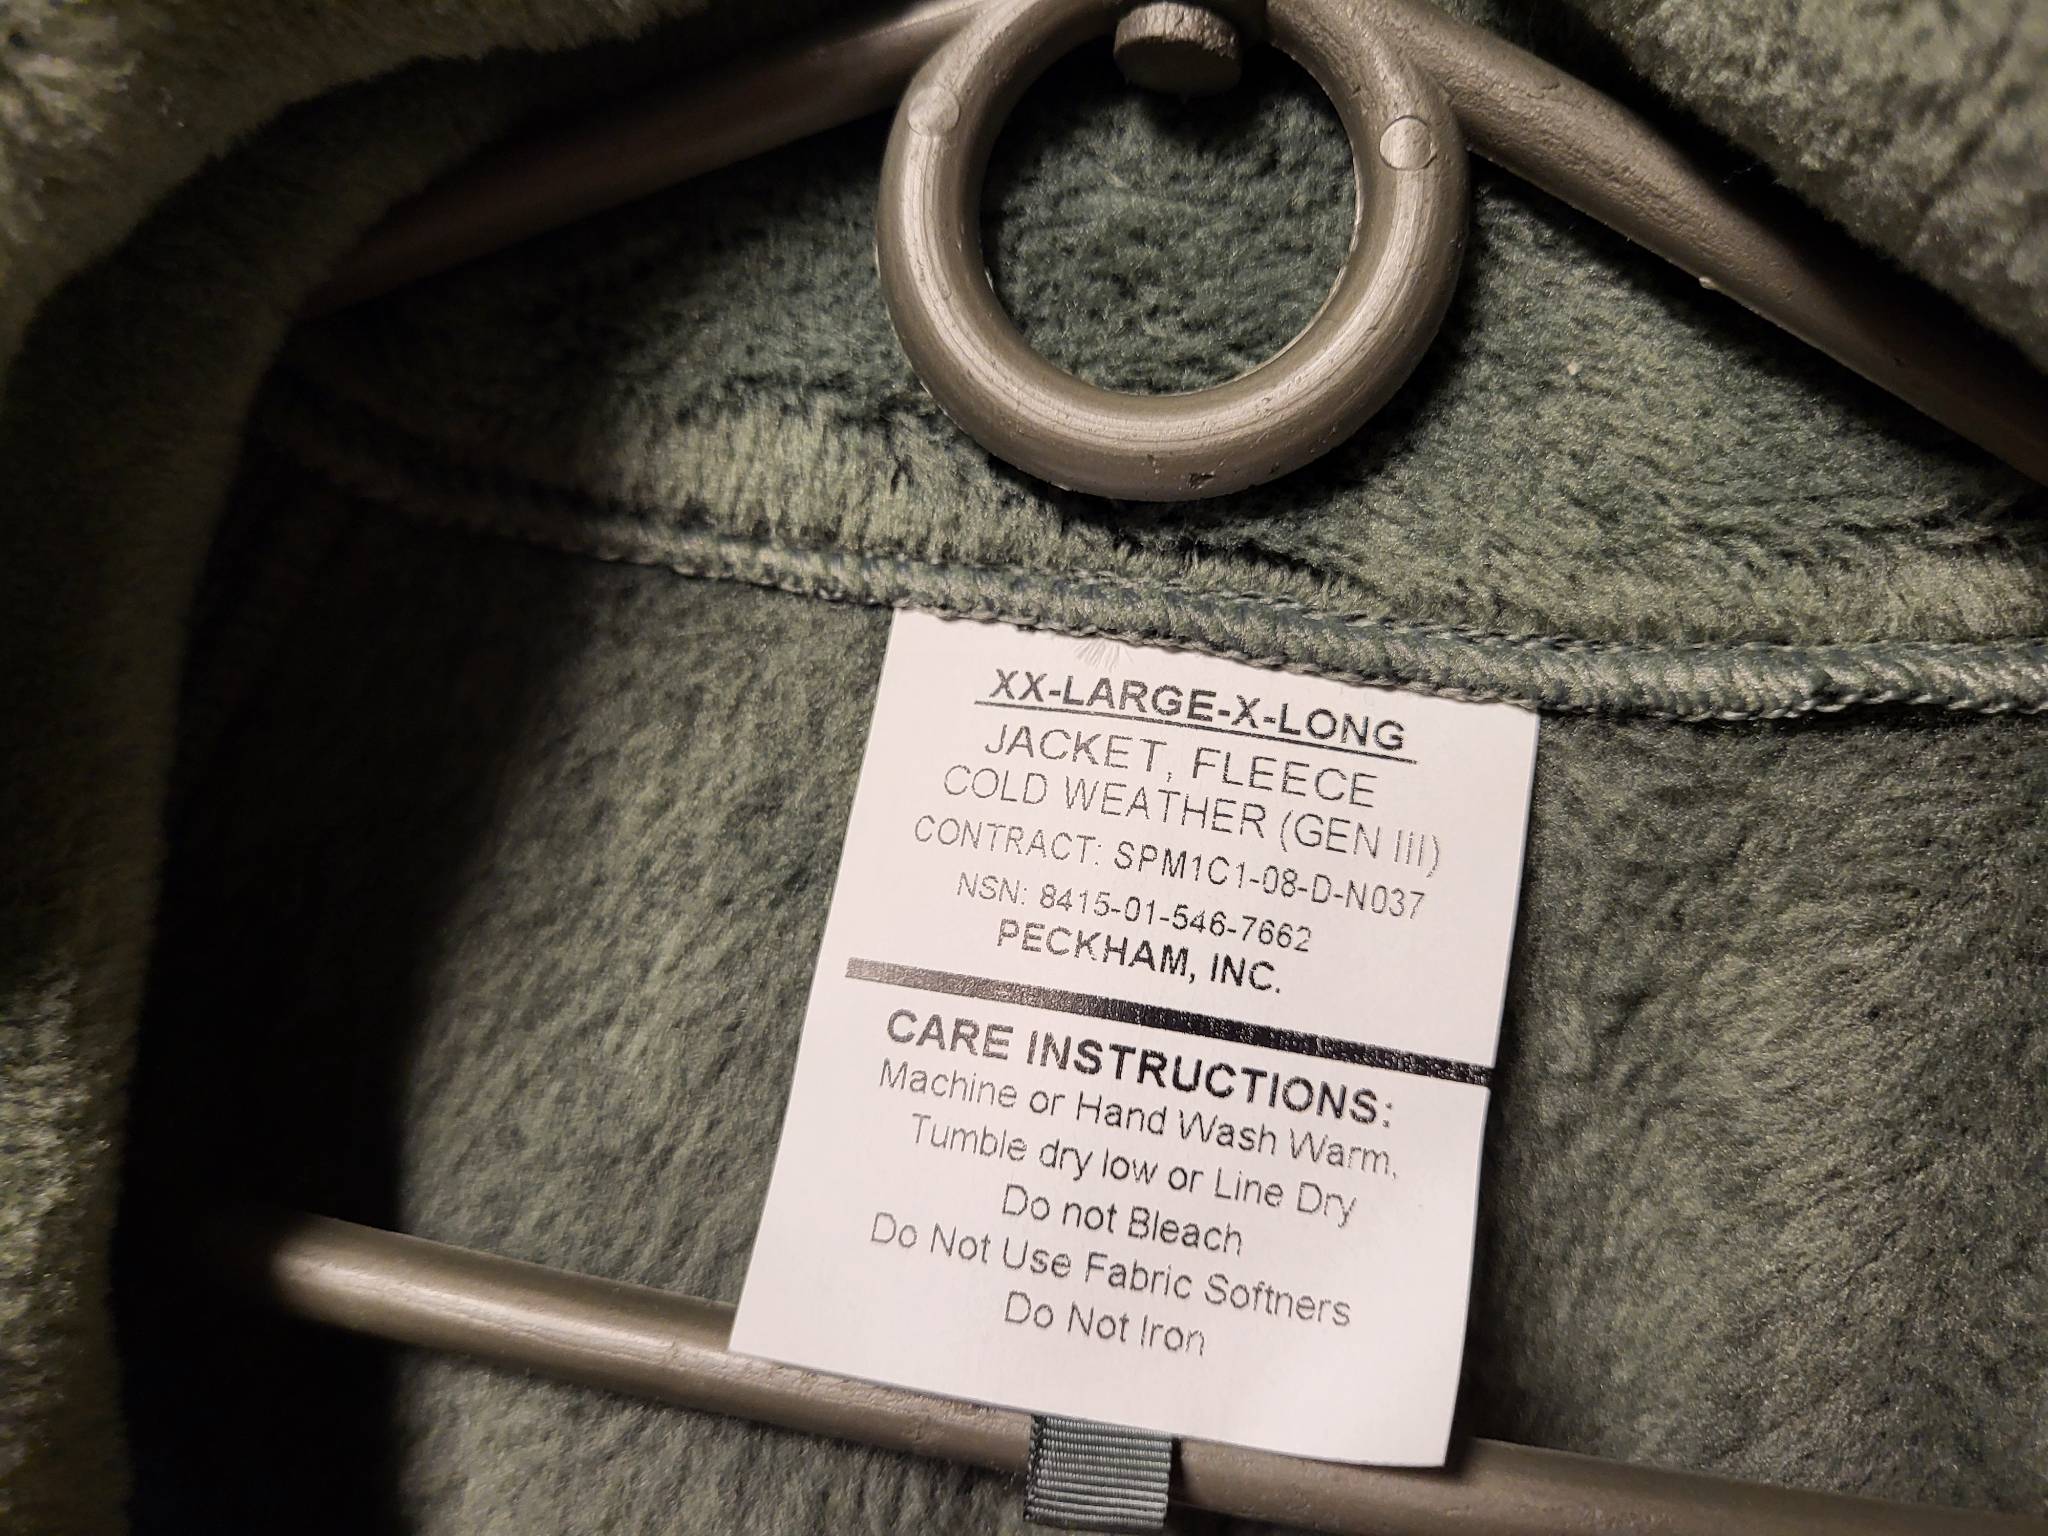 XX-LARGE-X-LONG
JACKET, FLEECE
COLD WEATHER (GEN III)
CONTRACT: SPM1C1-08-D-N037
NSN: 8415-01-546-7662
PECKHAM, INC.
CARE INSTRUCTIONS:
Machine or Hand Wash Warm,
Tumble dry low or Line Dry
Do not Bleach
Do Not Use Fabric Softners
Do Not Iron